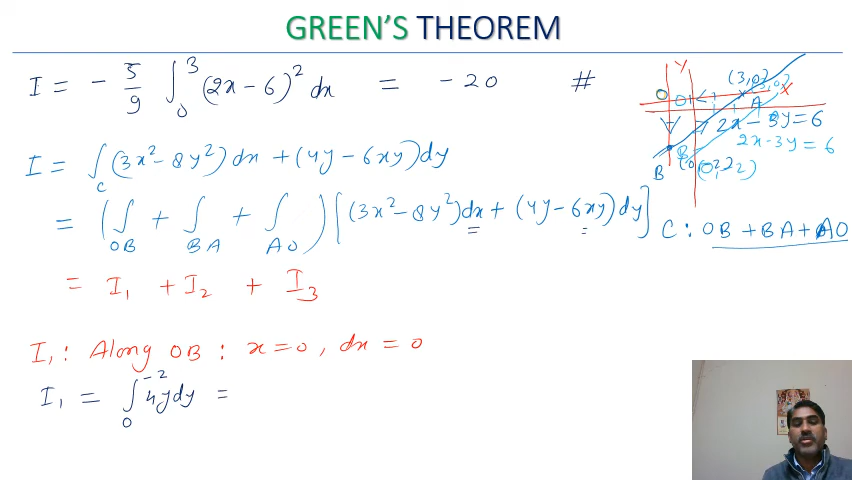 GREEN'S THEOREM
I = - 5/9 ∫₀³ (2x - 6)² dx = - 20 #
I = ∫_C (3x² - 8y²) dx + (4y - 6xy) dy
= (∫_OB + ∫_BA + ∫_AO) [(3x² - 8y²) dx + (4y - 6xy) dy]
C : OB + BA + AO
= I₁ + I₂ + I₃
I₁ : Along OB : x = 0, dx = 0
I₁ = ∫₀⁻² 4y dy =
Y
(3,0)
O
X
A
2x - 3y = 6
2x - 3y = 6
B
B